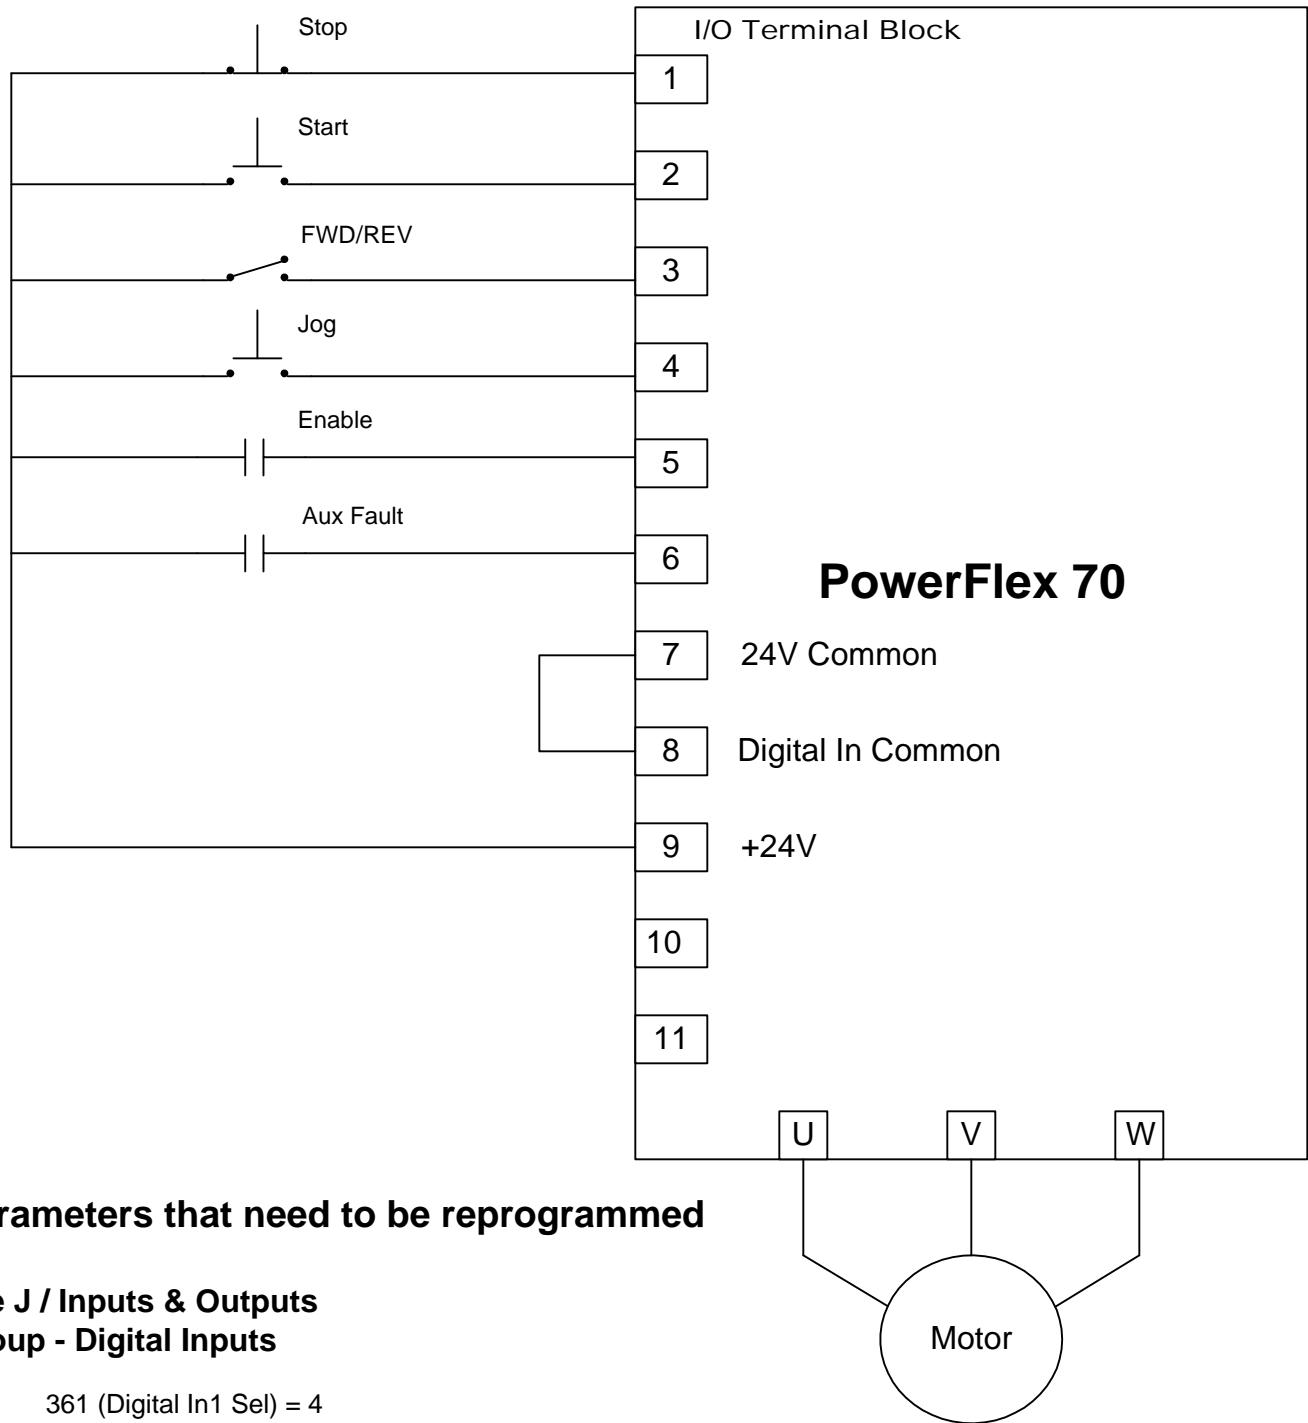 Stop
I/O Terminal Block
1
Start
2
FWD/REV
3
Jog
4
Enable
5
Aux Fault
6
PowerFlex 70
7 24V Common
8 Digital In Common
9 +24V
10
11
U V W
rameters that need to be reprogrammed
e J / Inputs & Outputs
oup - Digital Inputs
Motor
361 (Digital In1 Sel) = 4